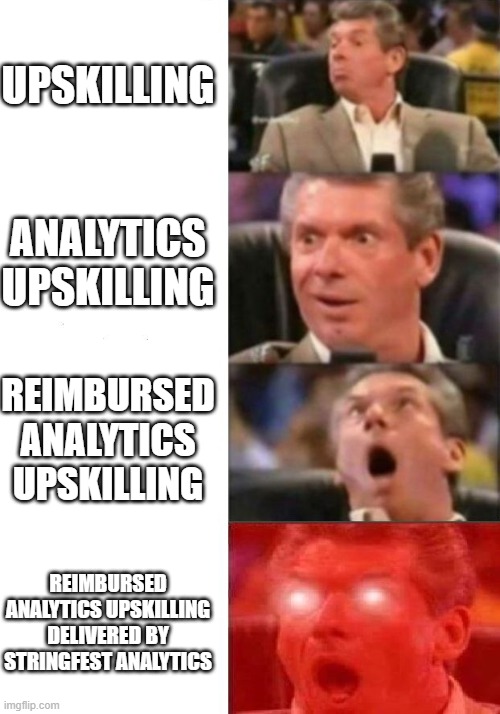 UPSKILLING
ANALYTICS
UPSKILLING
REIMBURSED
ANALYTICS
UPSKILLING
REIMBURSED
ANALYTICS UPSKILLING
DELIVERED BY
STRINGFEST ANALYTICS
imgflip.com